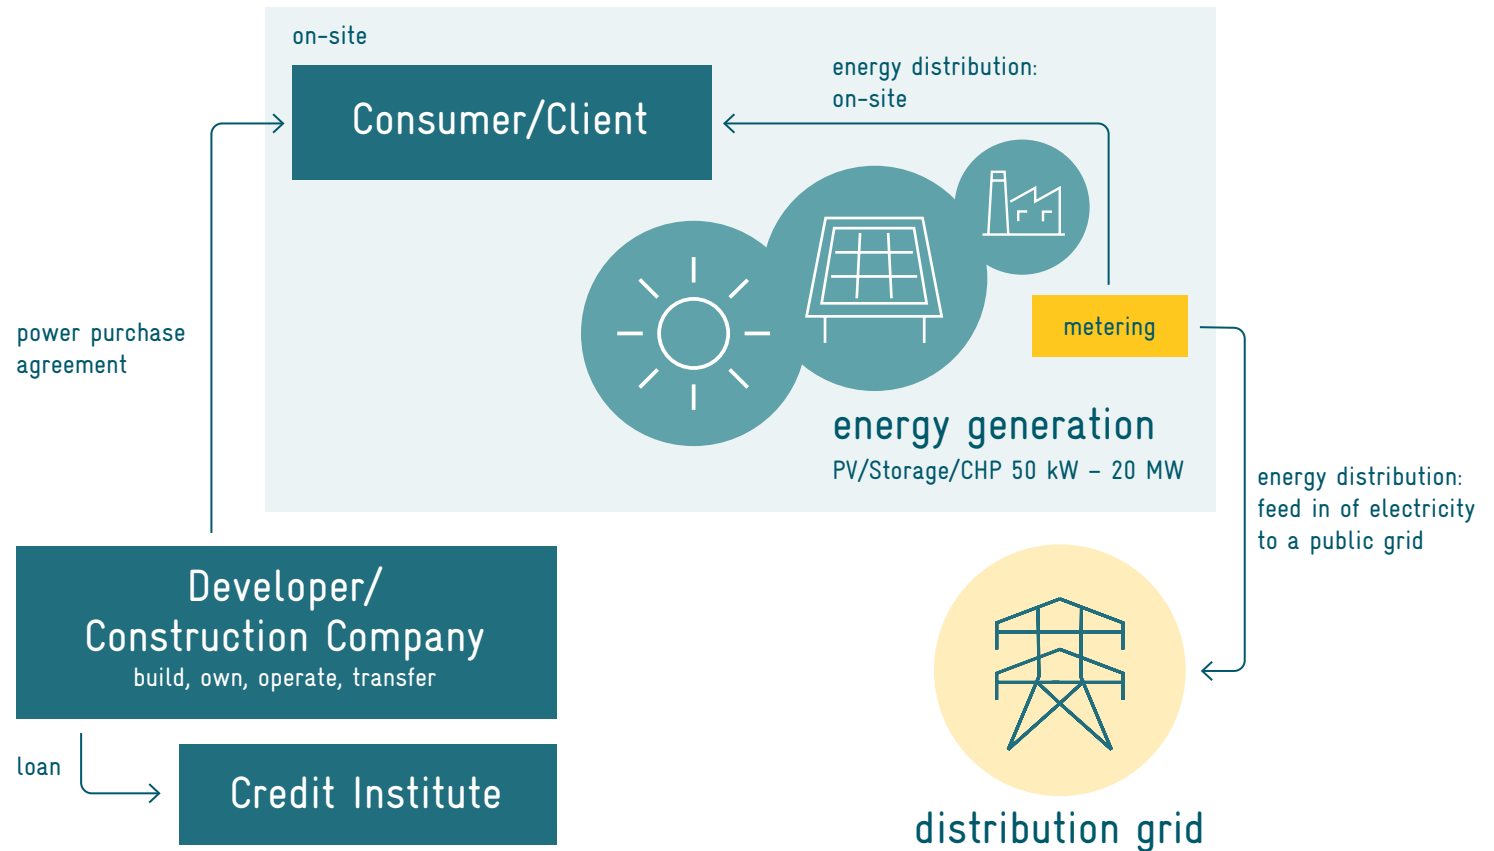 on-site
Consumer/Client
energy distribution:
on-site
power purchase
agreement
metering
energy generation
PV/Storage/CHP 50 kW – 20 MW
energy distribution:
feed in of electricity
to a public grid
Developer/
Construction Company
build, own, operate, transfer
loan
Credit Institute
distribution grid